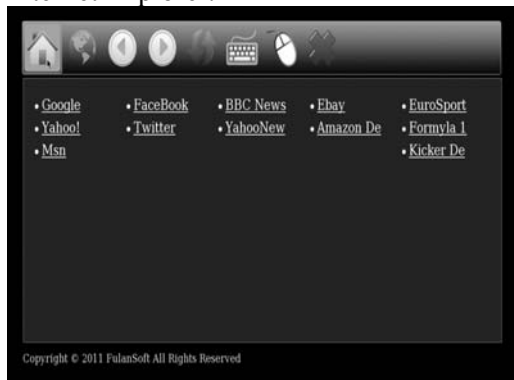 • Google • FaceBook • BBC News • Ebay • EuroSport
• Yahoo! • Twitter • YahooNew • Amazon De • Formyla 1
• Msn • Kicker De
Copyright © 2011 FulanSoft All Rights Reserved